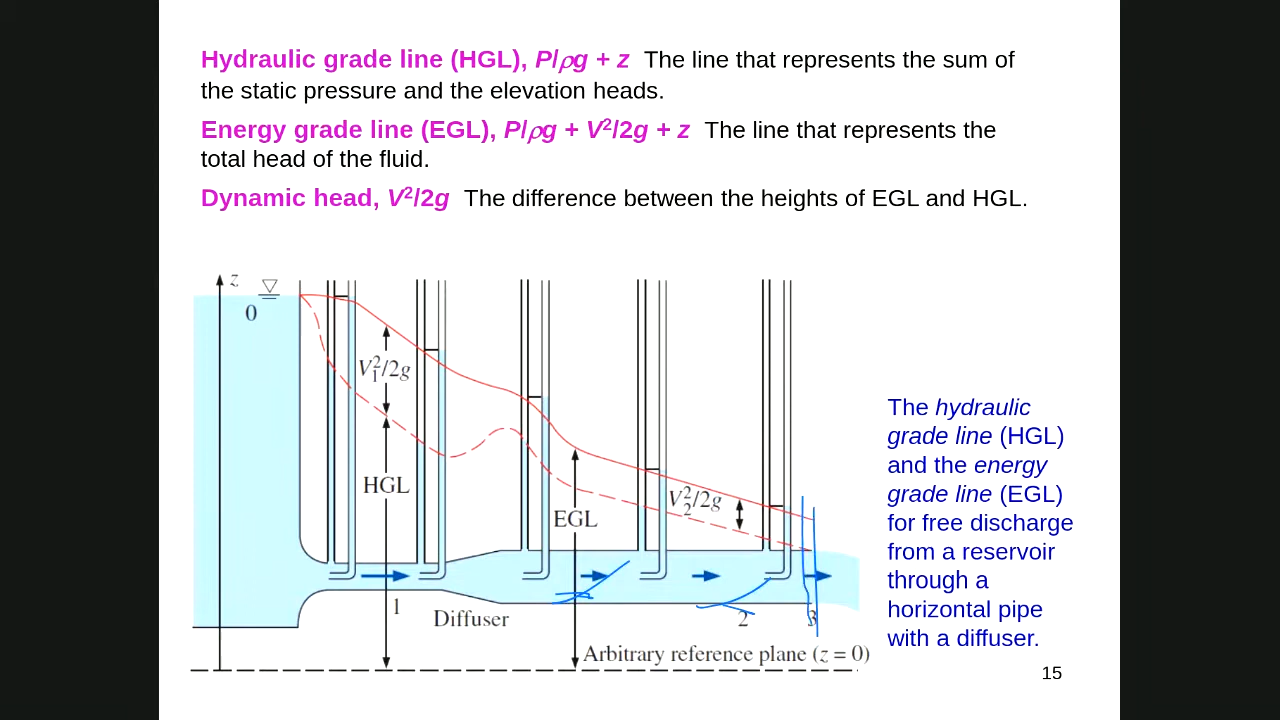 Hydraulic grade line (HGL), P/ρg + z The line that represents the sum of
the static pressure and the elevation heads.
Energy grade line (EGL), P/ρg + V²/2g + z The line that represents the
total head of the fluid.
Dynamic head, V²/2g The difference between the heights of EGL and HGL.
z
0
V₁²/2g
HGL
EGL
V₂²/2g
1
Diffuser
2
3
Arbitrary reference plane (z = 0)
The hydraulic
grade line (HGL)
and the energy
grade line (EGL)
for free discharge
from a reservoir
through a
horizontal pipe
with a diffuser.
15